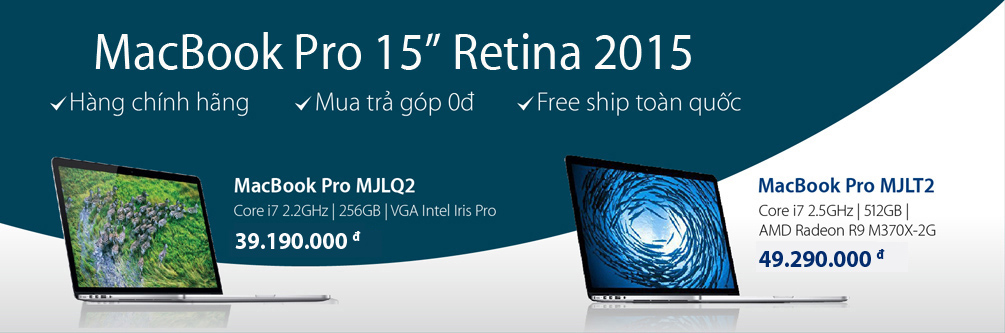 MacBook Pro 15” Retina 2015
✓Hàng chính hãng ✓Mua trả góp 0đ ✓Free ship toàn quốc
MacBook Pro MJLQ2
Core i7 2.2GHz | 256GB | VGA Intel Iris Pro
39.190.000 đ
MacBook Pro MJLT2
Core i7 2.5GHz | 512GB |
AMD Radeon R9 M370X-2G
49.290.000 đ